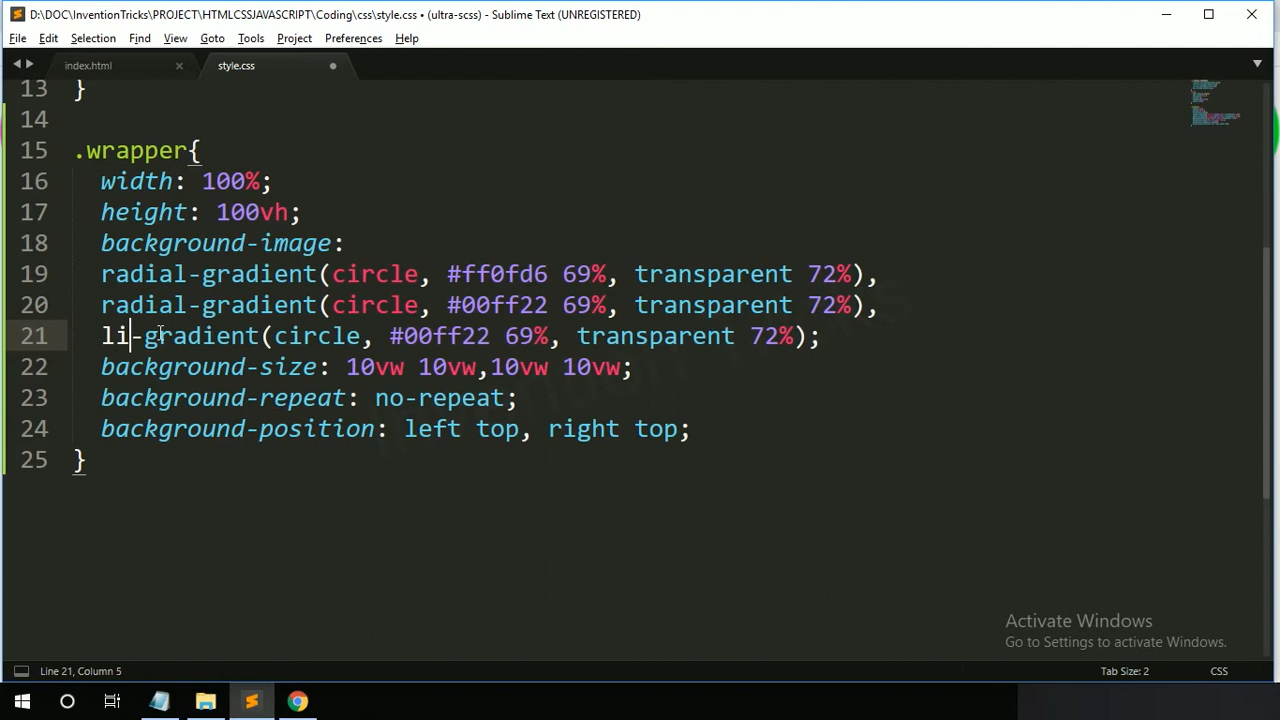 D:\DOC\InventionTricks\PROJECT\HTMLCSSJAVASCRIPT\Coding\css\style.css • (ultra-scss) - Sublime Text (UNREGISTERED)
File Edit Selection Find View Goto Tools Project Preferences Help
index.html × style.css
13 }
14
15 .wrapper{
16 width: 100%;
17 height: 100vh;
18 background-image:
19 radial-gradient(circle, #ff0fd6 69%, transparent 72%),
20 radial-gradient(circle, #00ff22 69%, transparent 72%),
21 li-gradient(circle, #00ff22 69%, transparent 72%);
22 background-size: 10vw 10vw,10vw 10vw;
23 background-repeat: no-repeat;
24 background-position: left top, right top;
25 }
Activate Windows
Go to Settings to activate Windows.
Line 21, Column 5 Tab Size: 2 CSS